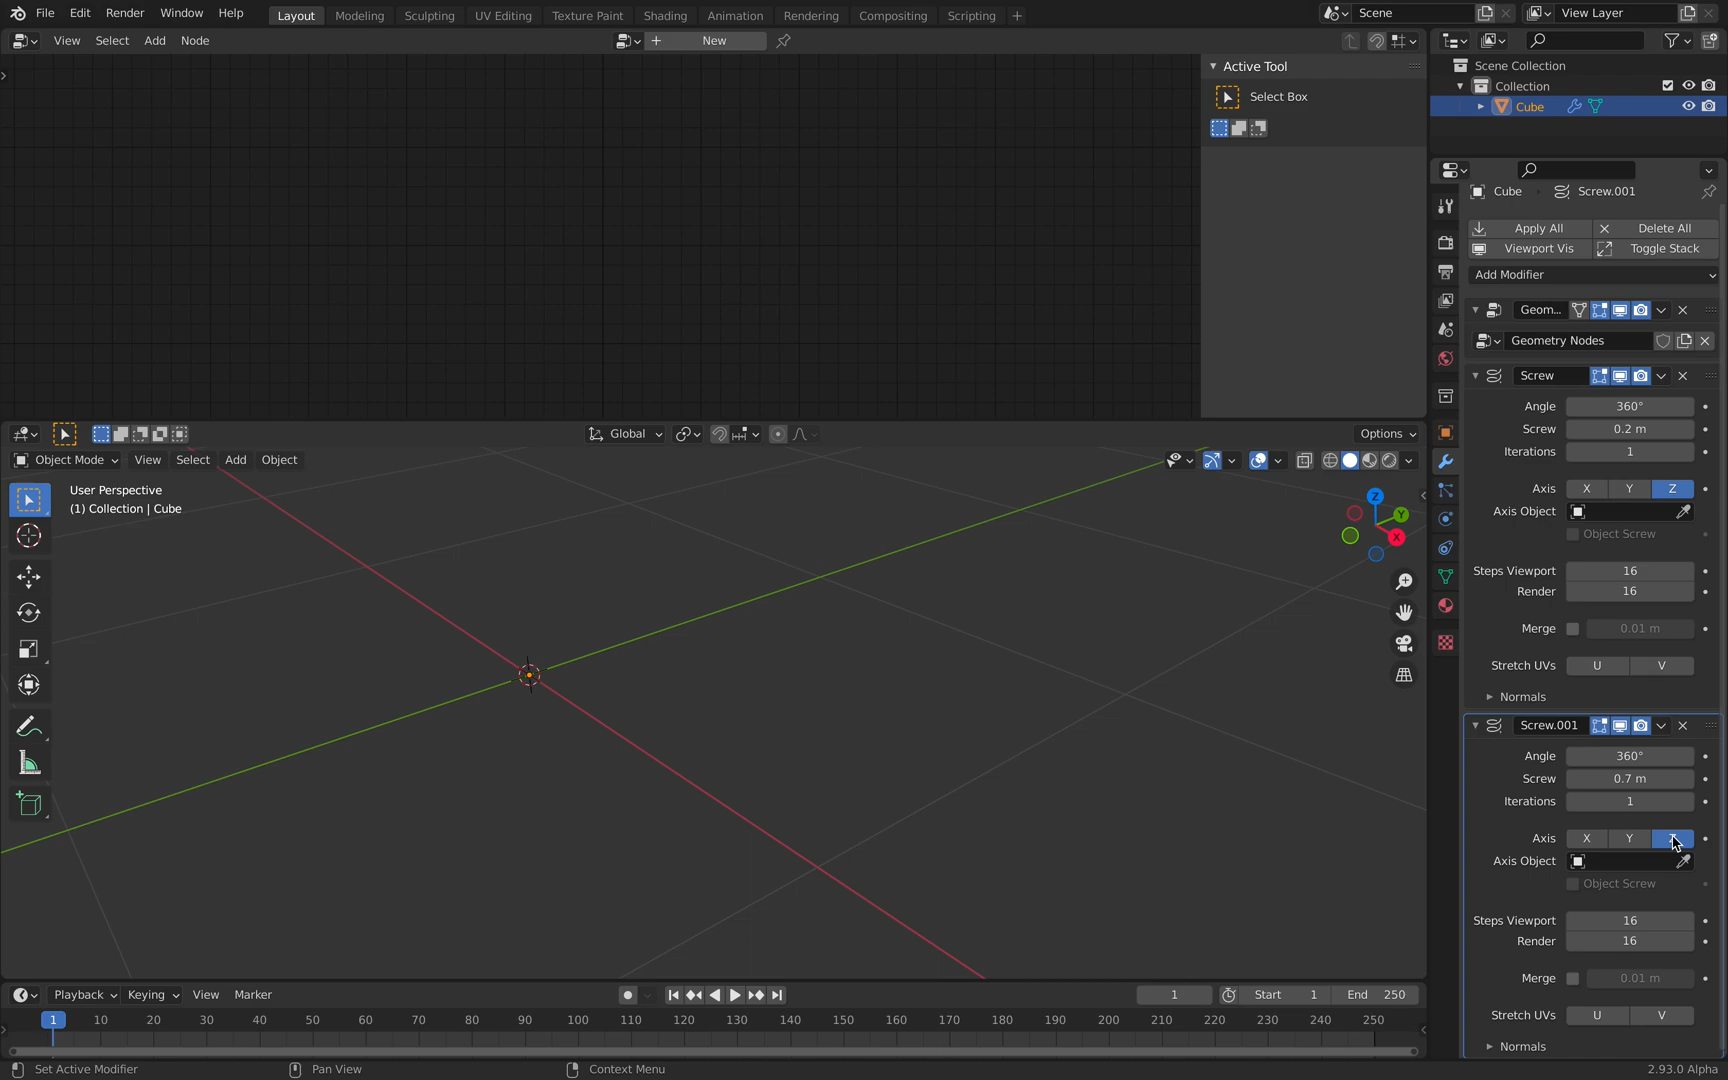 File Edit Render Window Help Layout Modeling Sculpting UV Editing Texture Paint Shading Animation Rendering Compositing Scripting + Scene View Layer
View Select Add Node + New
Active Tool
Select Box
Scene Collection
Collection
Cube
Cube Screw.001
Apply All Delete All
Viewport Vis Toggle Stack
Add Modifier
Geom...
Geometry Nodes
Screw
Angle 360°
Screw 0.2 m
Iterations 1
Axis X Y Z
Axis Object
Object Screw
Steps Viewport 16
Render 16
Merge 0.01 m
Stretch UVs U V
Normals
Screw.001
Angle 360°
Screw 0.7 m
Iterations 1
Axis X Y
Axis Object
Object Screw
Steps Viewport 16
Render 16
Merge 0.01 m
Stretch UVs U V
Normals
Global Options
Object Mode View Select Add Object
User Perspective
(1) Collection | Cube
Z
Y
X
Playback Keying View Marker 1 Start 1 End 250
1 10 20 30 40 50 60 70 80 90 100 110 120 130 140 150 160 170 180 190 200 210 220 230 240 250
Set Active Modifier Pan View Context Menu 2.93.0 Alpha